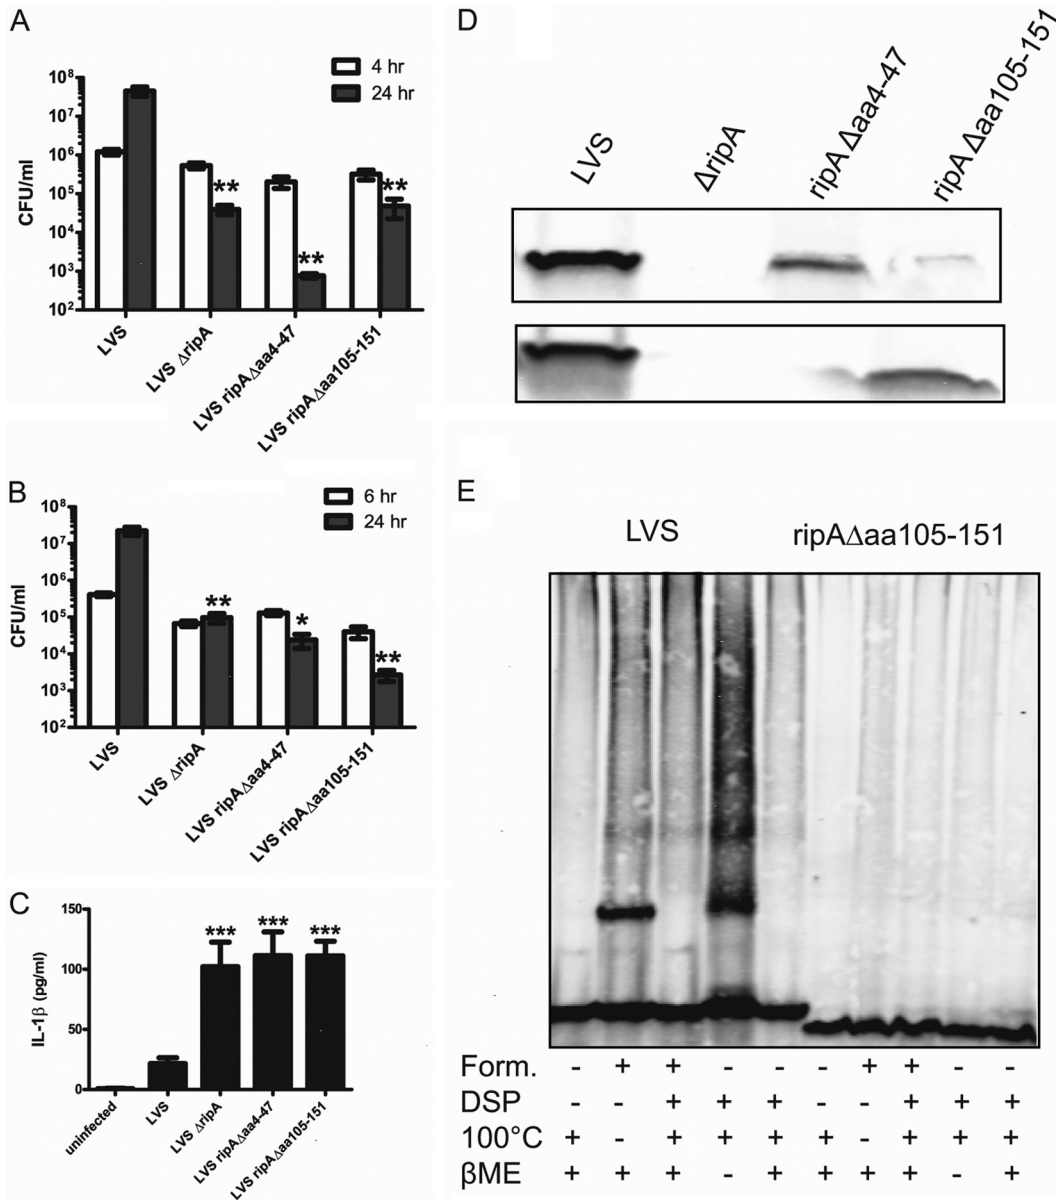 A
4 hr
24 hr
10⁸
10⁷
10⁶
10⁵
10⁴
10³
10²
CFU/ml
**
**
**
LVS
LVS ΔripA
LVS ripAΔaa4-47
LVS ripAΔaa105-151
B
6 hr
24 hr
10⁸
10⁷
10⁶
10⁵
10⁴
10³
10²
CFU/ml
**
*
**
LVS
LVS ΔripA
LVS ripAΔaa4-47
LVS ripAΔaa105-151
C
150
100
50
0
IL-1β (pg/ml)
***
***
***
uninfected
LVS
LVS ΔripA
LVS ripAΔaa4-47
LVS ripAΔaa105-151
D
LVS
ΔripA
ripAΔaa4-47
ripAΔaa105-151
E
LVS
ripAΔaa105-151
Form. - + + - - - + + - -
DSP - - + + + - - + + +
100°C + - + + + + - + + +
βME + + + - + + + + - +